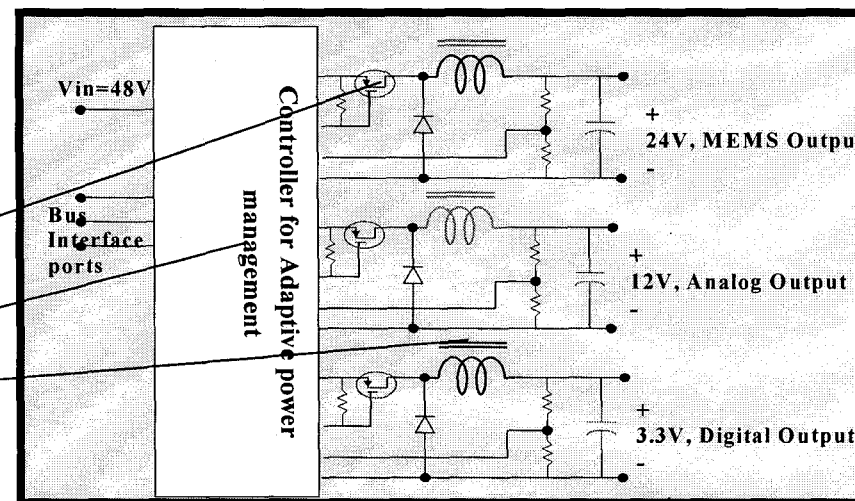 Vin=48V
Bus
Interface
ports
Controller for Adaptive power
management
+
24V, MEMS Outpu
-
+
12V, Analog Output
-
+
3.3V, Digital Output
-